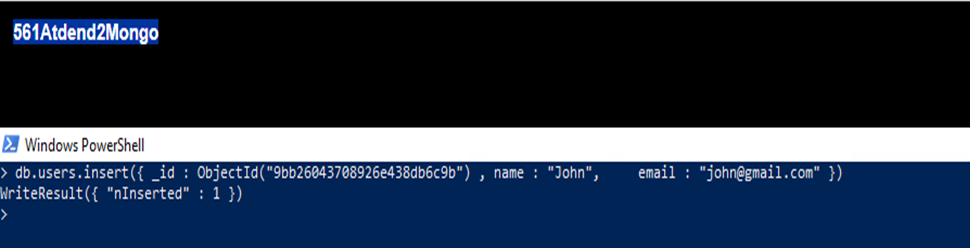 561Atdend2Mongo
Windows PowerShell
> db.users.insert({ _id : ObjectId("9bb26043708926e438db6c9b") , name : "John",     email : "john@gmail.com" })
WriteResult({ "nInserted" : 1 })
>